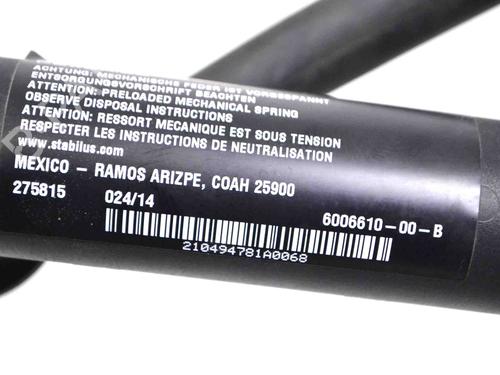 ACHTUNG: MECHANISCHE FEDER IST VORGESPANNT
ENTSORGUNGSVORSCHRIFT BEACHTEN
ATTENTION: PRELOADED MECHANICAL SPRING
OBSERVE DISPOSAL INSTRUCTIONS
ATTENTION: RESSORT MECANIQUE EST SOUS TENSION
RESPECTER LES INSTRUCTIONS DE NEUTRALISATION
www.stabilus.com
MEXICO - RAMOS ARIZPE, COAH 25900
275815 024/14 6006610-00-B
210494781A0068